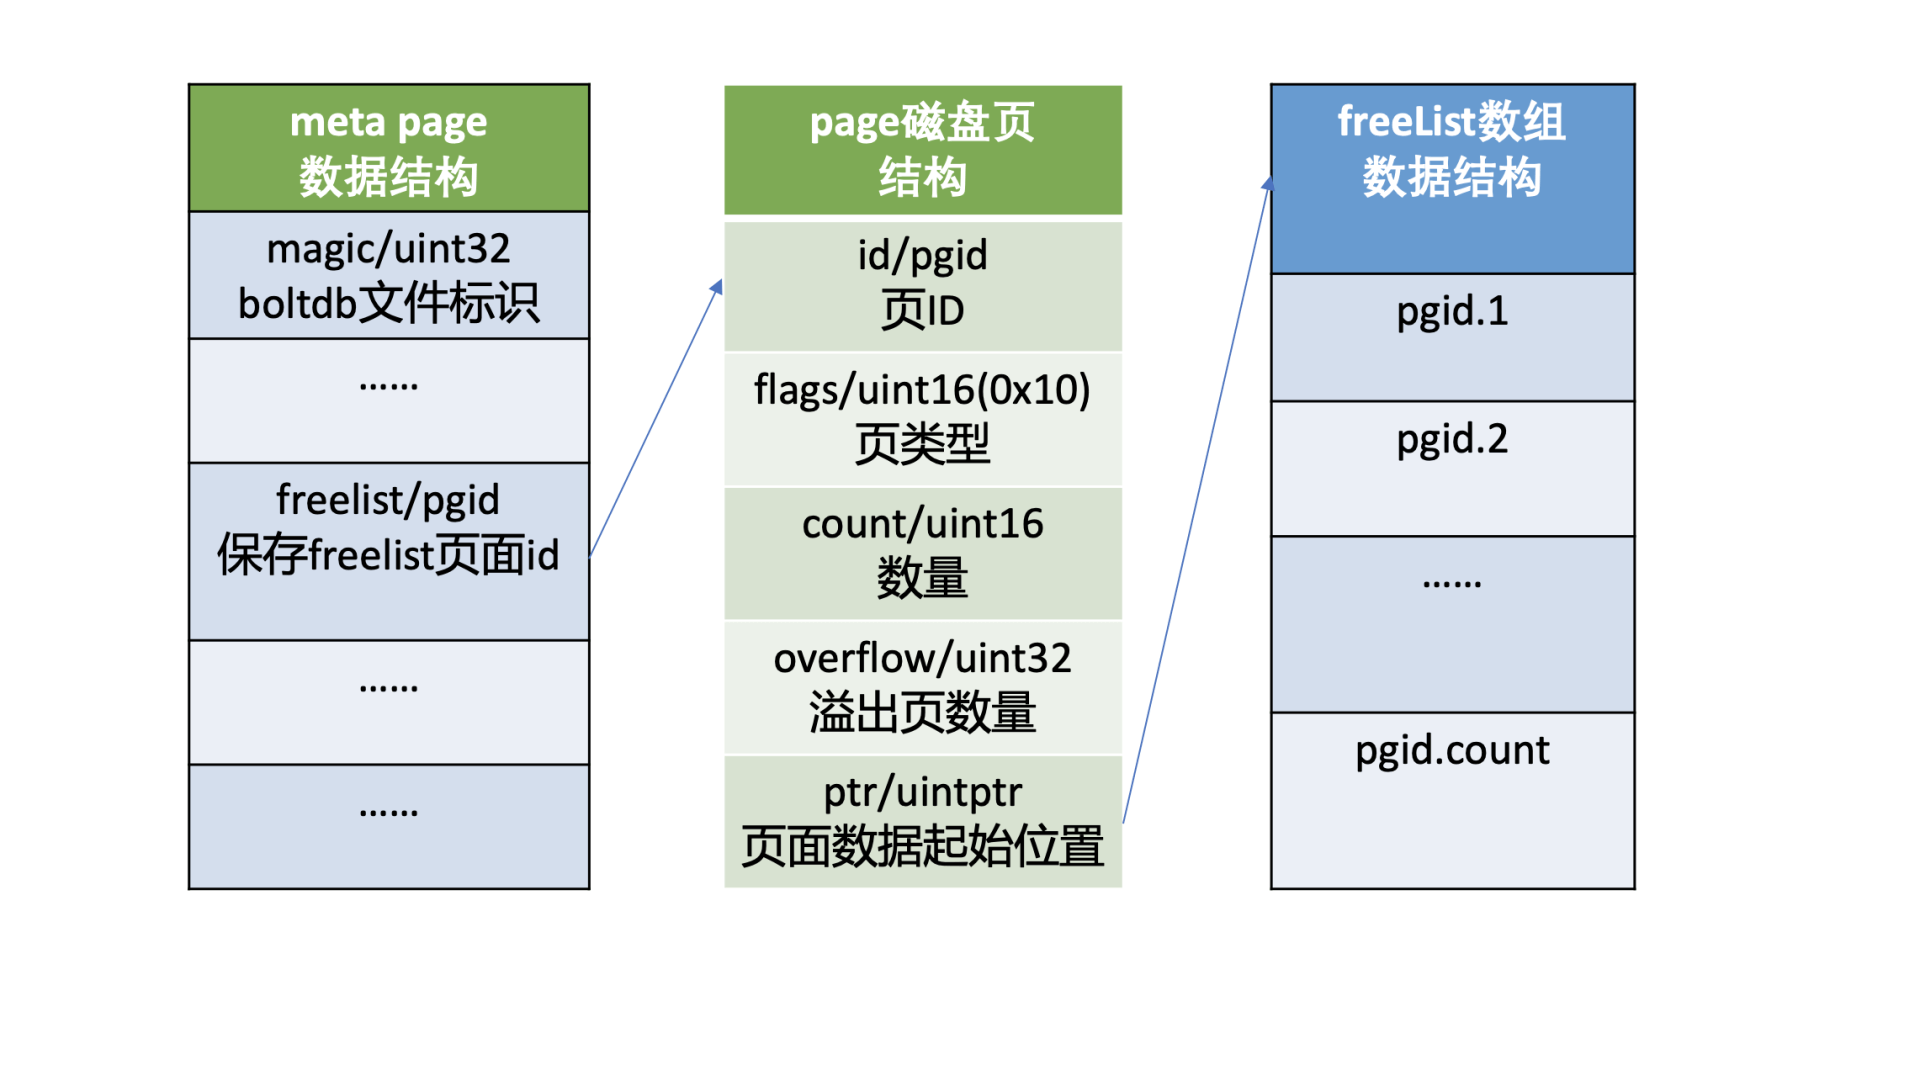 meta page
数据结构
magic/uint32
boltdb文件标识
……
freelist/pgid
保存freelist页面id
……
……
page磁盘页
结构
id/pgid
页ID
flags/uint16(0x10)
页类型
count/uint16
数量
overflow/uint32
溢出页数量
ptr/uintptr
页面数据起始位置
freeList数组
数据结构
pgid.1
pgid.2
……
pgid.count